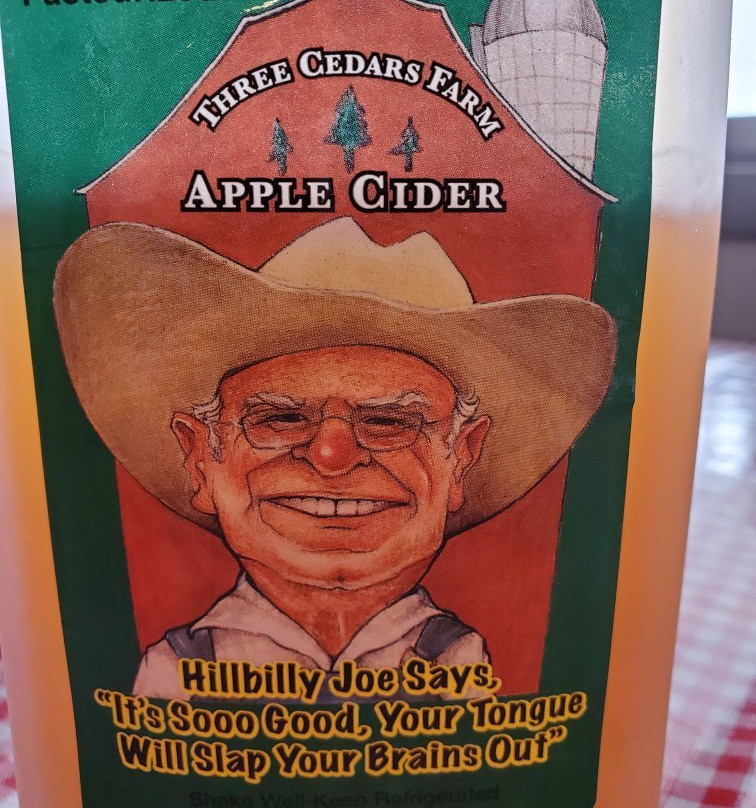 THREE CEDARS FARM
APPLE CIDER
Hillbilly Joe Says,
“It's Sooo Good, Your Tongue
Will Slap Your Brains Out”
Shake Well-Keep Refrigerated